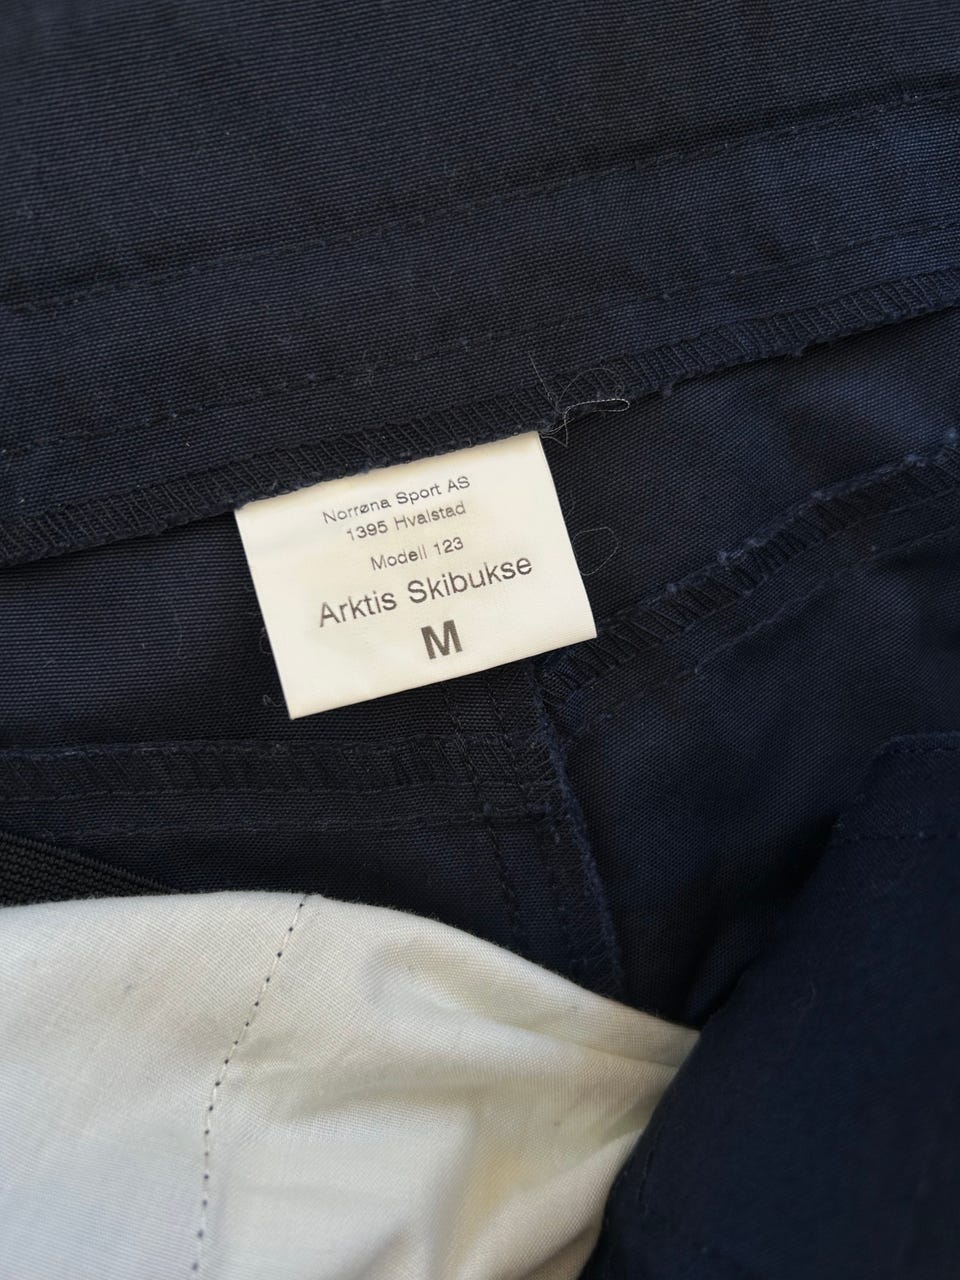 Norrøna Sport AS
1395 Hvalstad
Modell 123
Arktis Skibukse
M